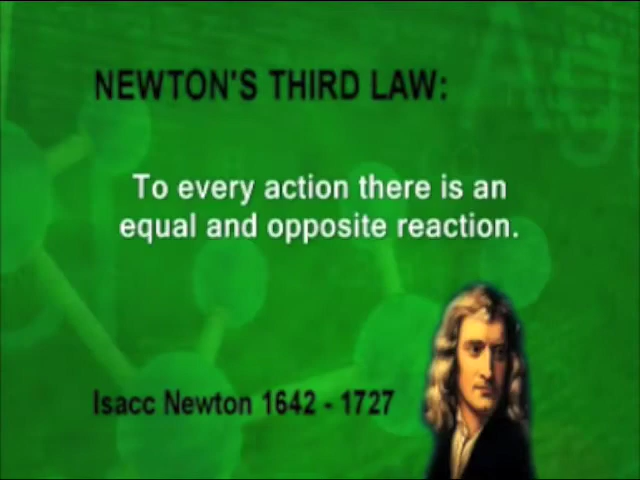 NEWTON'S THIRD LAW:
To every action there is an
equal and opposite reaction.
Isacc Newton 1642 - 1727